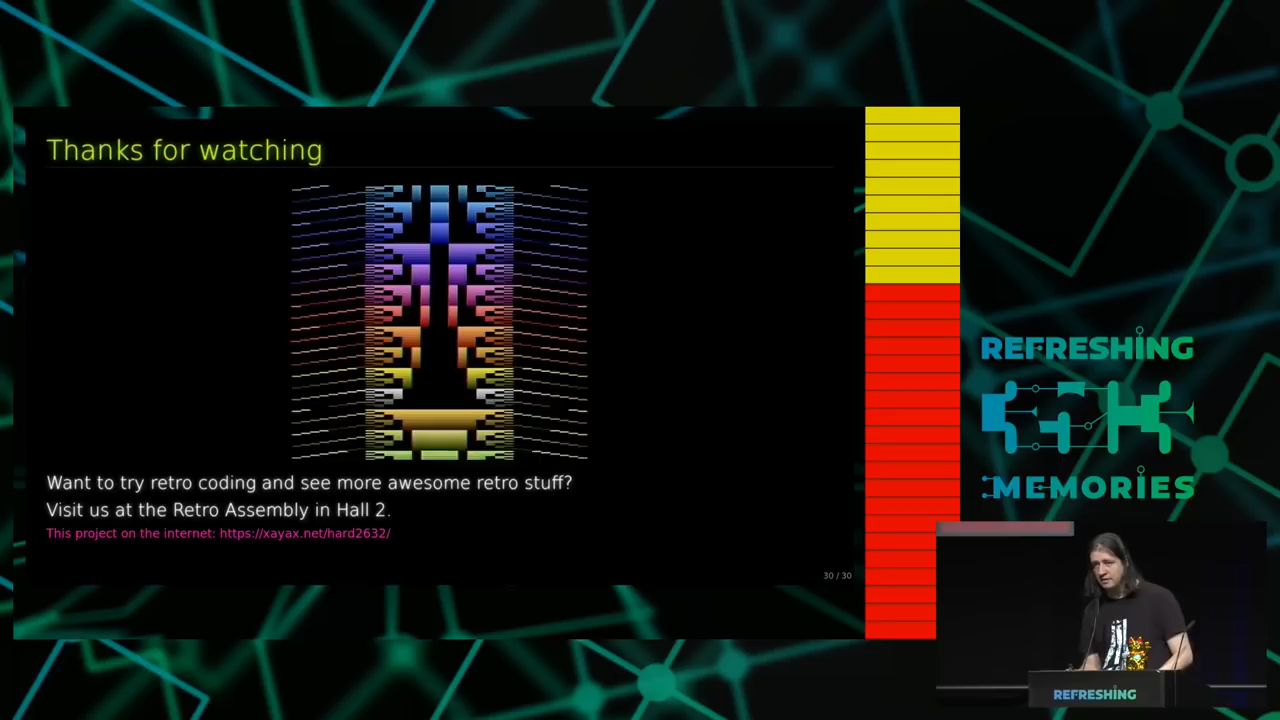 Thanks for watching
Want to try retro coding and see more awesome retro stuff?
Visit us at the Retro Assembly in Hall 2.
This project on the internet: https://xayax.net/hard2632/
30 / 30
REFRESHING
MEMORIES
REFRESHING